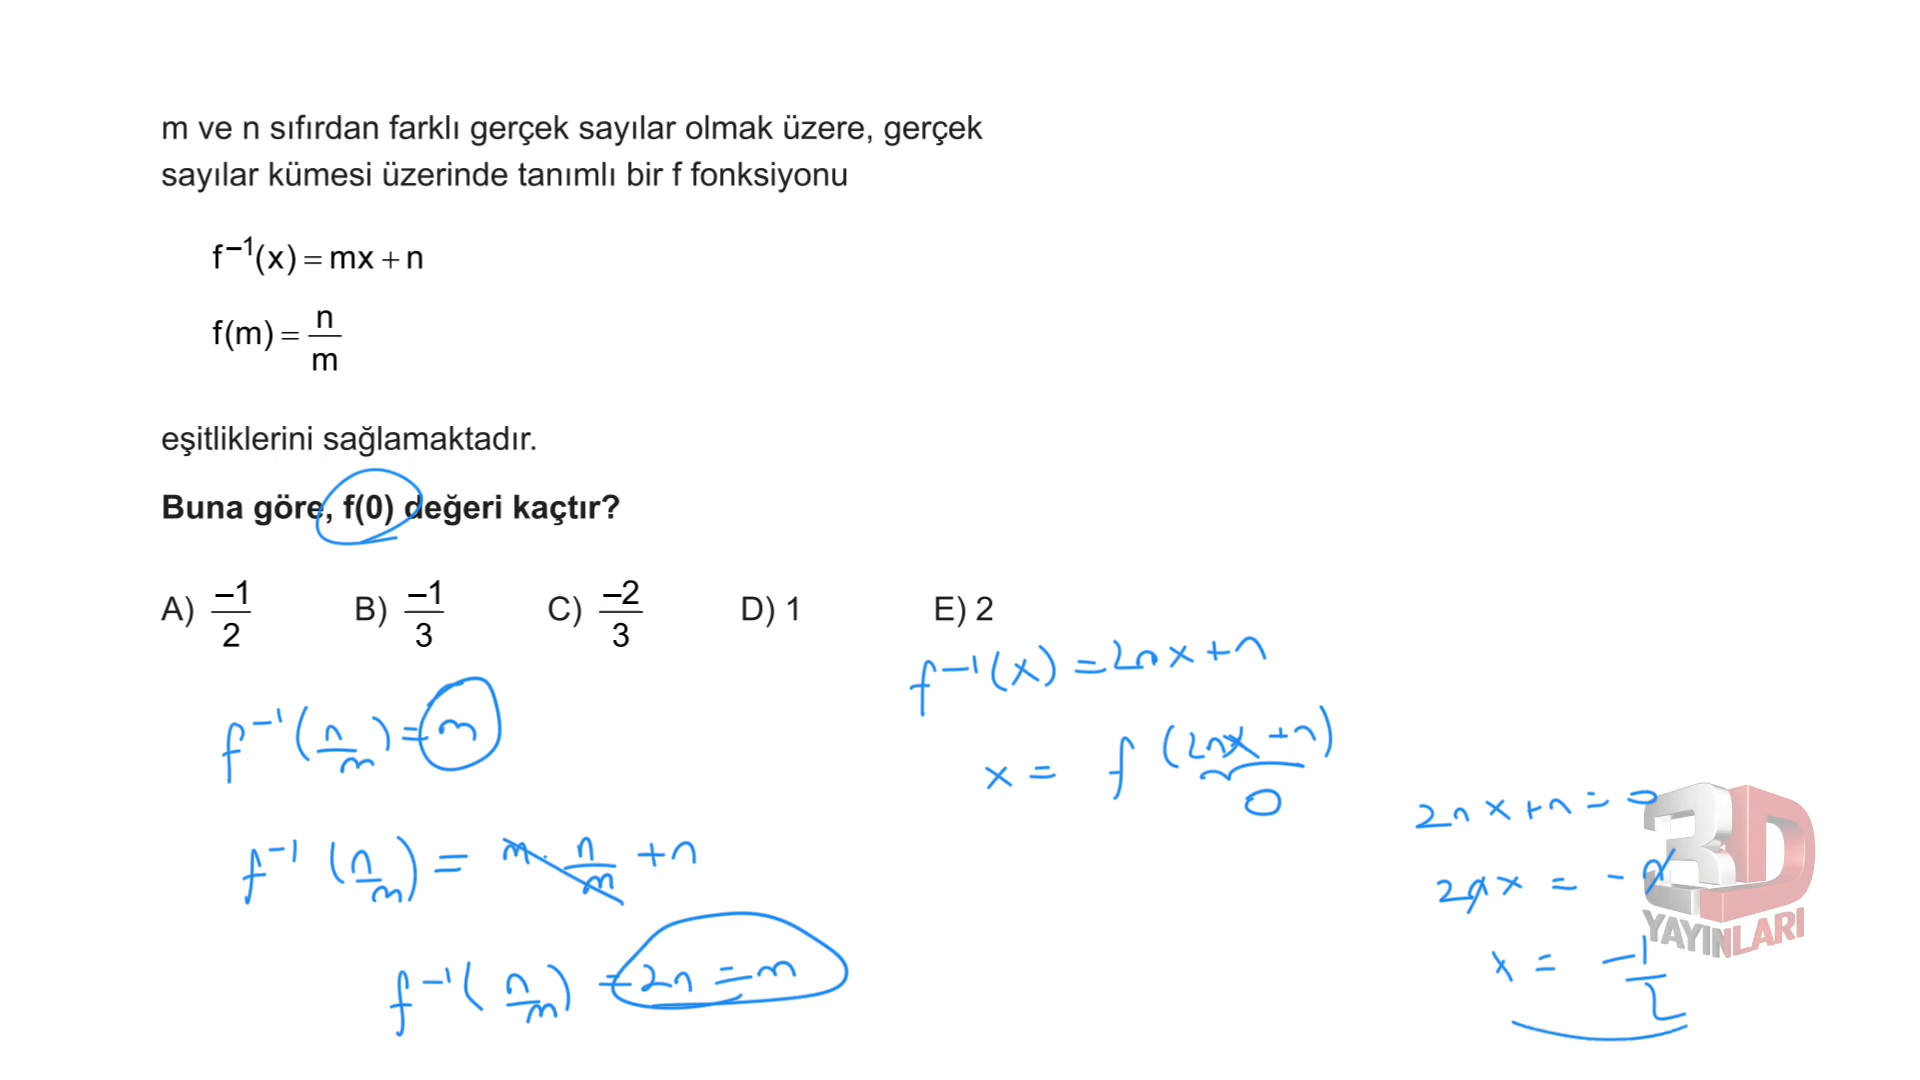 m ve n sıfırdan farklı gerçek sayılar olmak üzere, gerçek
sayılar kümesi üzerinde tanımlı bir f fonksiyonu
f⁻¹(x) = mx + n
f(m) = n/m
eşitliklerini sağlamaktadır.
Buna göre, f(0) değeri kaçtır?
A) –1/2 B) –1/3 C) –2/3 D) 1 E) 2
f⁻¹(n/m) = m
f⁻¹(n/m) = m · n/m + n
f⁻¹(n/m) = 2n = m
f⁻¹(x) = 2nx + n
x = f(2nx + n)
0
2nx + n = 0
2nx = -n
x = -1/2
3D
YAYINLARI